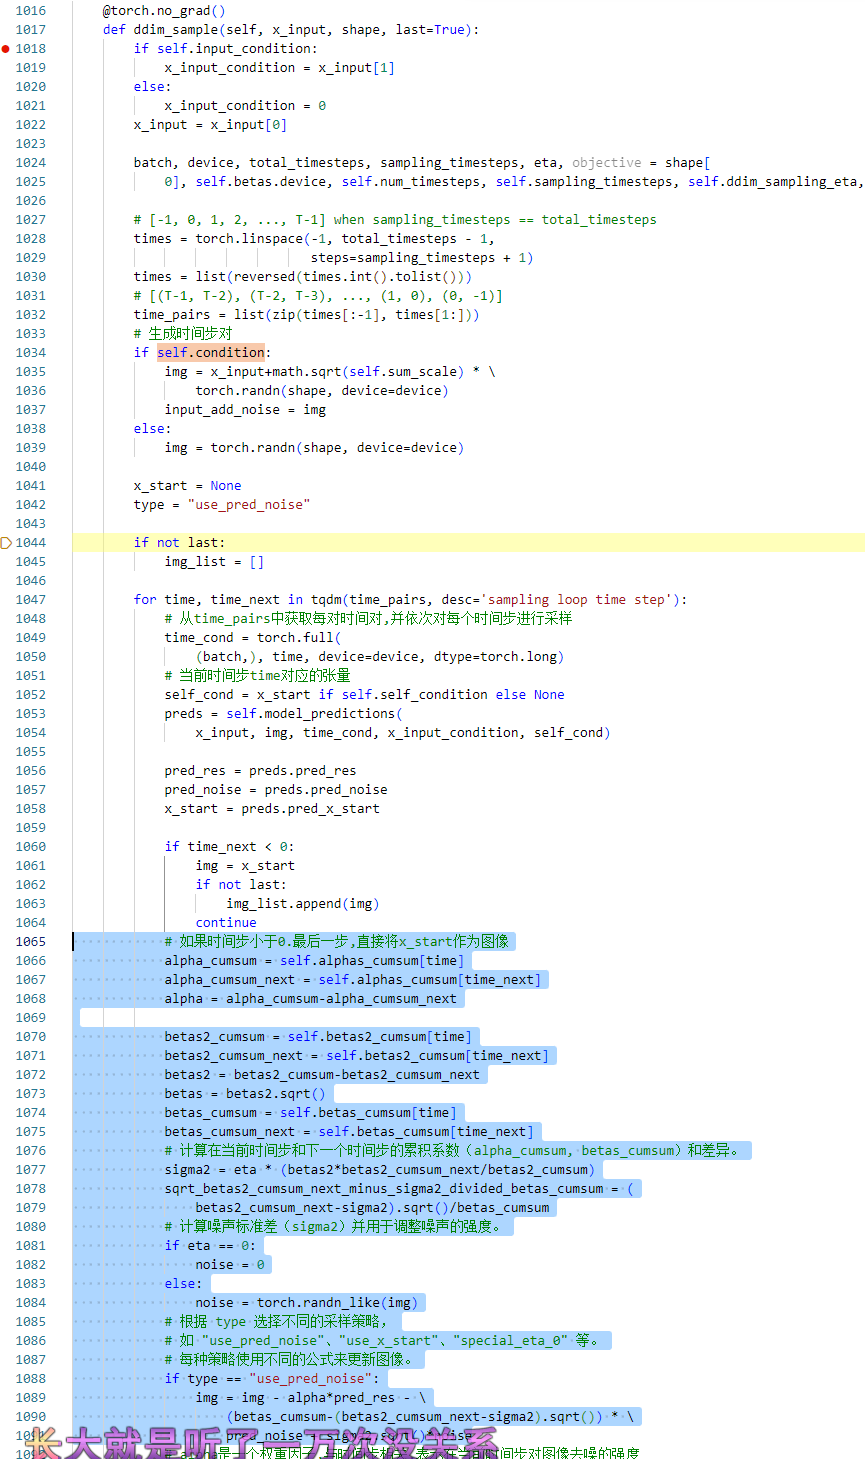 1016 @torch.no_grad()
1017 def ddim_sample(self, x_input, shape, last=True):
1018 if self.input_condition:
1019 x_input_condition = x_input[1]
1020 else:
1021 x_input_condition = 0
1022 x_input = x_input[0]
1023
1024 batch, device, total_timesteps, sampling_timesteps, eta, objective = shape[
1025 0], self.betas.device, self.num_timesteps, self.sampling_timesteps, self.ddim_sampling_eta,
1026
1027 # [-1, 0, 1, 2, ..., T-1] when sampling_timesteps == total_timesteps
1028 times = torch.linspace(-1, total_timesteps - 1,
1029 steps=sampling_timesteps + 1)
1030 times = list(reversed(times.int().tolist()))
1031 # [(T-1, T-2), (T-2, T-3), ..., (1, 0), (0, -1)]
1032 time_pairs = list(zip(times[:-1], times[1:]))
1033 # 生成时间步对
1034 if self.condition:
1035 img = x_input+math.sqrt(self.sum_scale) * \
1036 torch.randn(shape, device=device)
1037 input_add_noise = img
1038 else:
1039 img = torch.randn(shape, device=device)
1040
1041 x_start = None
1042 type = "use_pred_noise"
1043
1044 if not last:
1045 img_list = []
1046
1047 for time, time_next in tqdm(time_pairs, desc='sampling loop time step'):
1048 # 从time_pairs中获取每对时间对,并依次对每个时间步进行采样
1049 time_cond = torch.full(
1050 (batch,), time, device=device, dtype=torch.long)
1051 # 当前时间步time对应的张量
1052 self_cond = x_start if self.self_condition else None
1053 preds = self.model_predictions(
1054 x_input, img, time_cond, x_input_condition, self_cond)
1055
1056 pred_res = preds.pred_res
1057 pred_noise = preds.pred_noise
1058 x_start = preds.pred_x_start
1059
1060 if time_next < 0:
1061 img = x_start
1062 if not last:
1063 img_list.append(img)
1064 continue
1065 # 如果时间步小于0.最后一步,直接将x_start作为图像
1066 alpha_cumsum = self.alphas_cumsum[time]
1067 alpha_cumsum_next = self.alphas_cumsum[time_next]
1068 alpha = alpha_cumsum-alpha_cumsum_next
1069
1070 betas2_cumsum = self.betas2_cumsum[time]
1071 betas2_cumsum_next = self.betas2_cumsum[time_next]
1072 betas2 = betas2_cumsum-betas2_cumsum_next
1073 betas = betas2.sqrt()
1074 betas_cumsum = self.betas_cumsum[time]
1075 betas_cumsum_next = self.betas_cumsum[time_next]
1076 # 计算在当前时间步和下一个时间步的累积系数（alpha_cumsum, betas_cumsum）和差异。
1077 sigma2 = eta * (betas2*betas2_cumsum_next/betas2_cumsum)
1078 sqrt_betas2_cumsum_next_minus_sigma2_divided_betas_cumsum = (
1079 betas2_cumsum_next-sigma2).sqrt()/betas_cumsum
1080 # 计算噪声标准差（sigma2）并用于调整噪声的强度。
1081 if eta == 0:
1082 noise = 0
1083 else:
1084 noise = torch.randn_like(img)
1085 # 根据 type 选择不同的采样策略，
1086 # 如 "use_pred_noise"、"use_x_start"、"special_eta_0" 等。
1087 # 每种策略使用不同的公式来更新图像。
1088 if type == "use_pred_noise":
1089 img = img - alpha*pred_res - \
1090 (betas_cumsum-(betas2_cumsum_next-sigma2).sqrt()) * \
长大就是听了一万次没关系